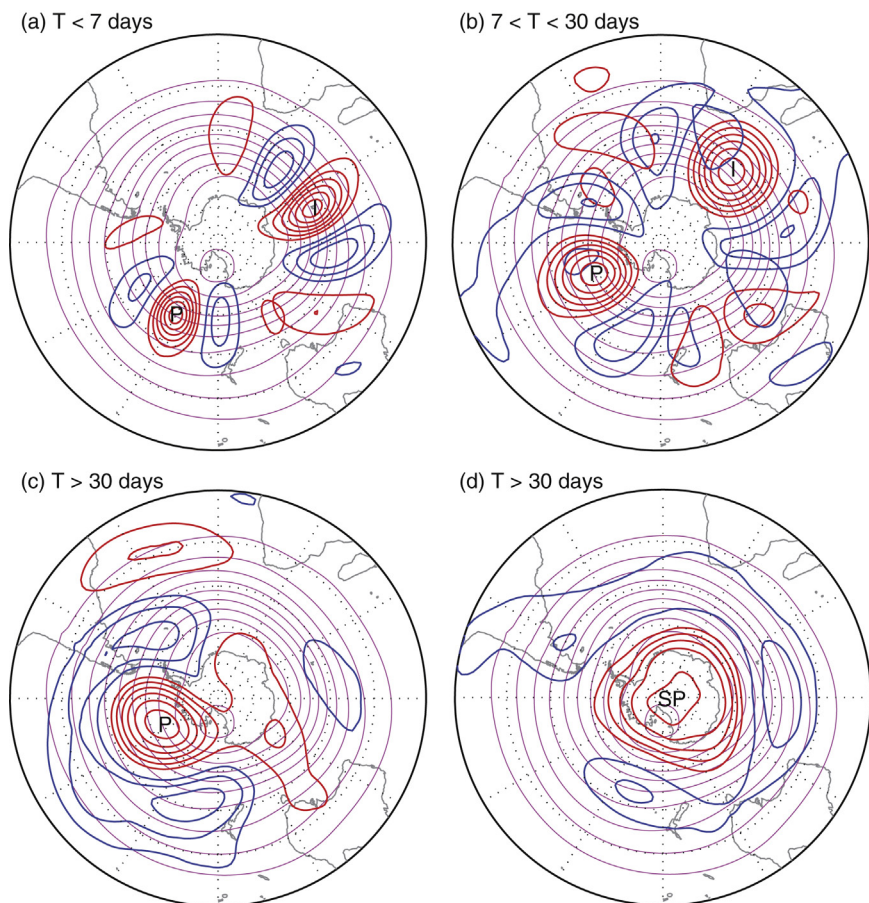 (a) T < 7 days
(b) 7 < T < 30 days
I
P
I
P
(c) T > 30 days
(d) T > 30 days
P
SP